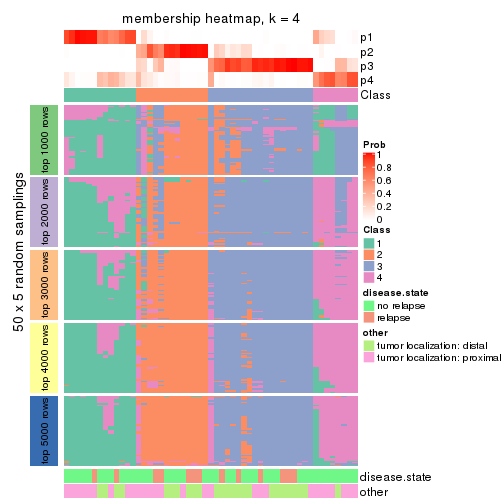 membership heatmap, k = 4
p1
p2
p3
p4
Class
50 x 5 random samplings
top 1000 rows
top 2000 rows
top 3000 rows
top 4000 rows
top 5000 rows
disease.state
other
Prob
1
0.8
0.6
0.4
0.2
0
Class
1
2
3
4
disease.state
no relapse
relapse
other
tumor localization: distal
tumor localization: proximal